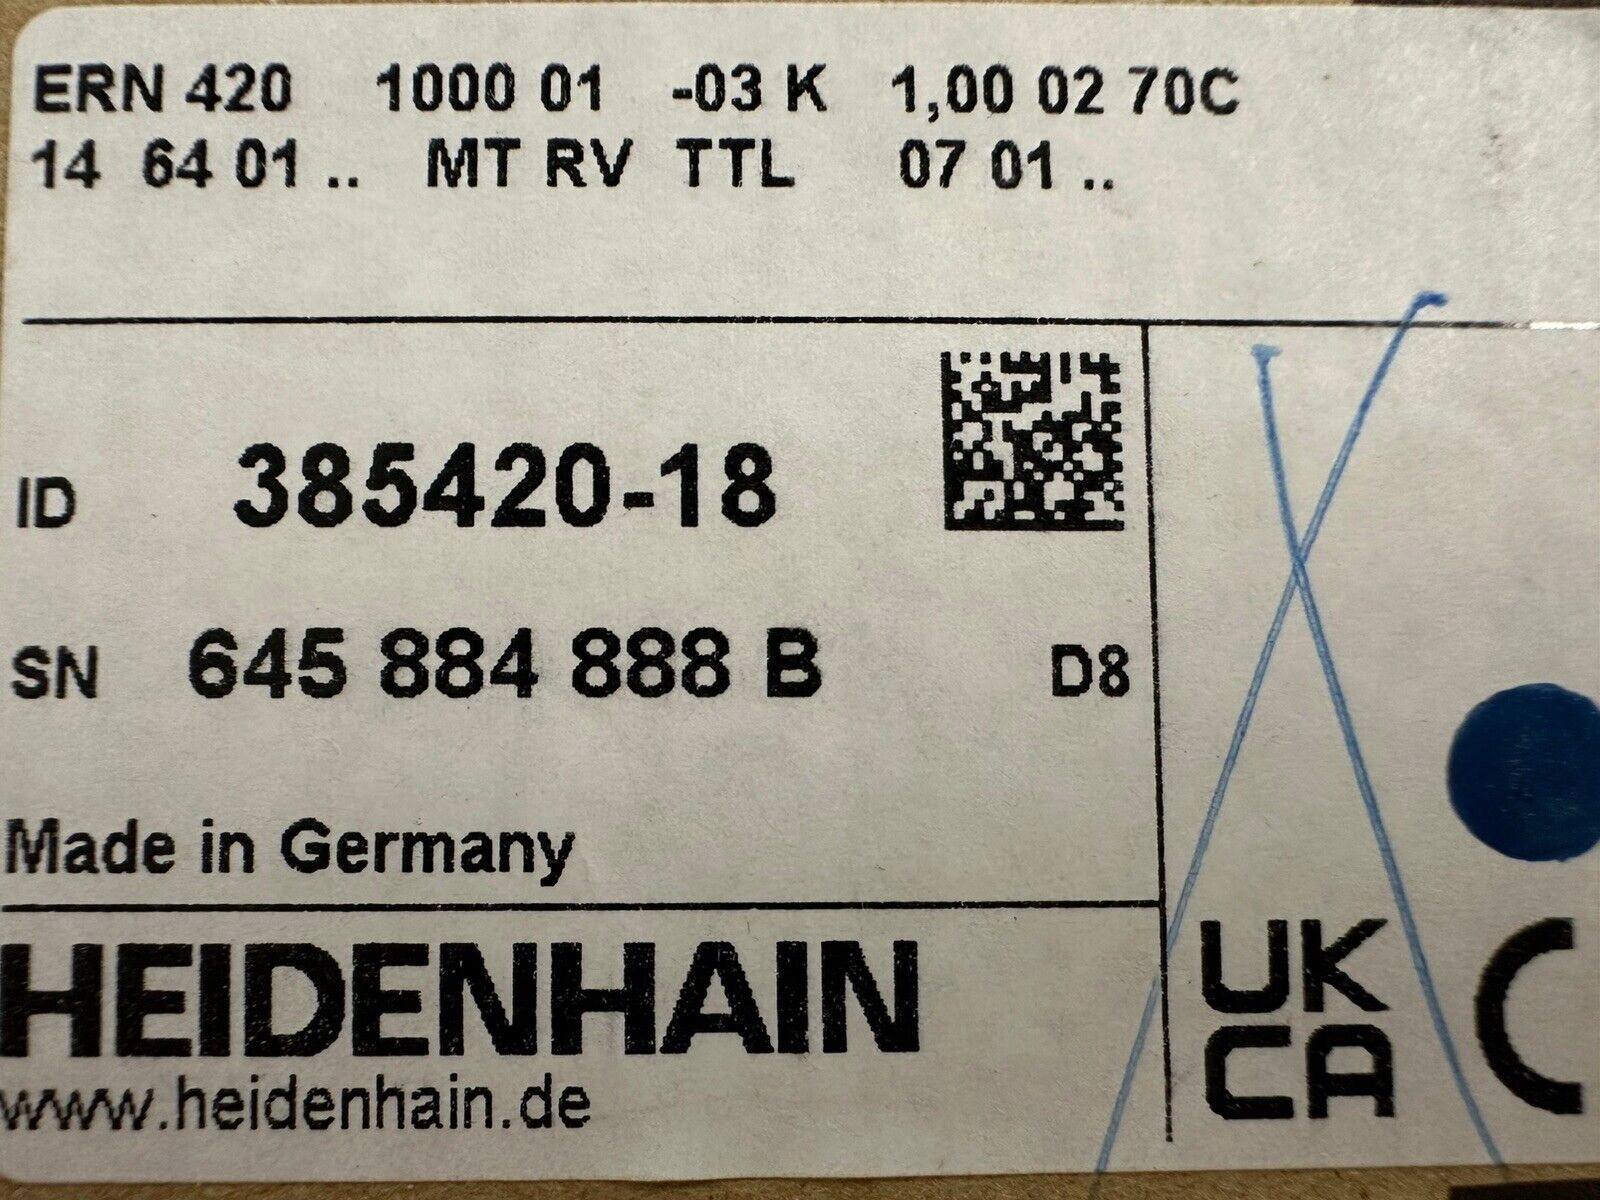 ERN 420 1000 01 -03 K 1,00 02 70C
14 64 01 .. MT RV TTL 07 01 ..
ID 385420-18
SN 645 884 888 B D8
Made in Germany
HEIDENHAIN
www.heidenhain.de
UK
CA